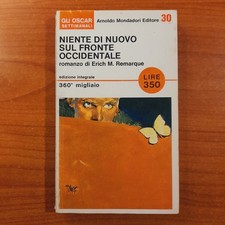 GLI OSCAR
SETTIMANALI
Arnoldo Mondadori Editore 30
NIENTE DI NUOVO
SUL FRONTE
OCCIDENTALE
romanzo di Erich M. Remarque
edizione integrale
360° migliaio
LIRE
350